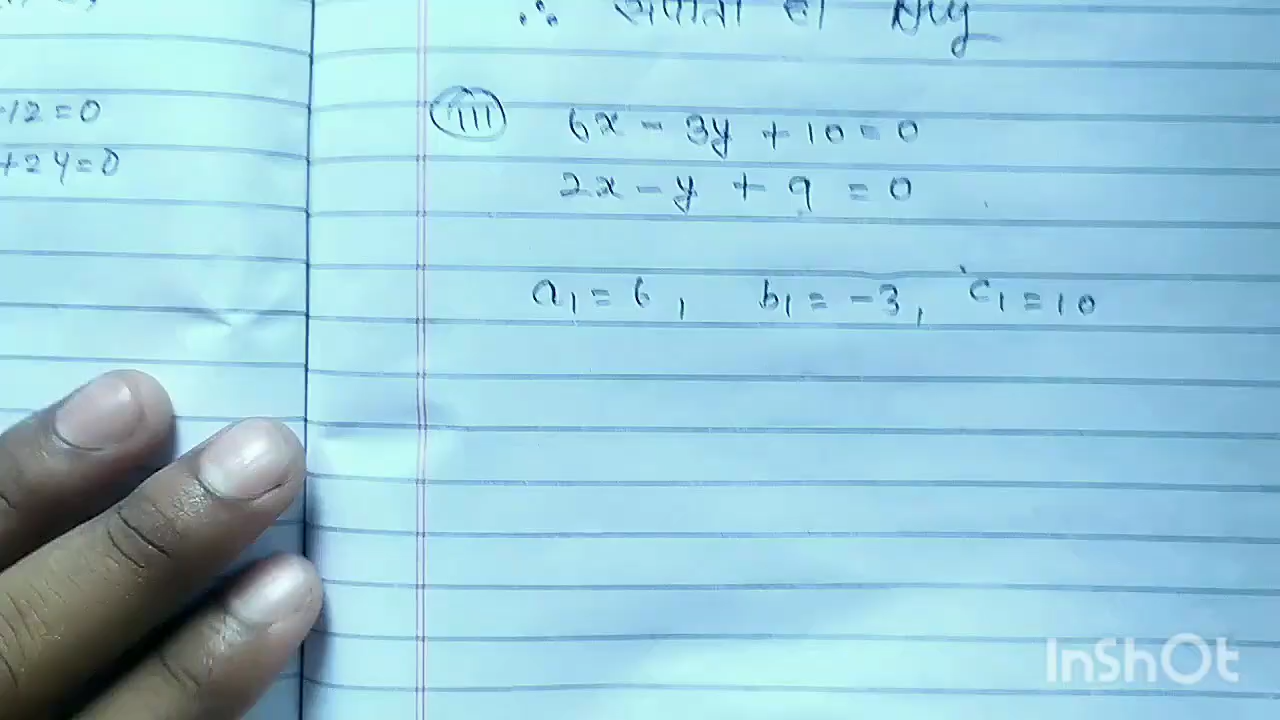 12=0
+24=0
∴ हो Ans
(iii) 6x - 3y + 10 = 0
2x - y + 9 = 0
a₁ = 6, b₁ = -3, c₁ = 10
InShOt